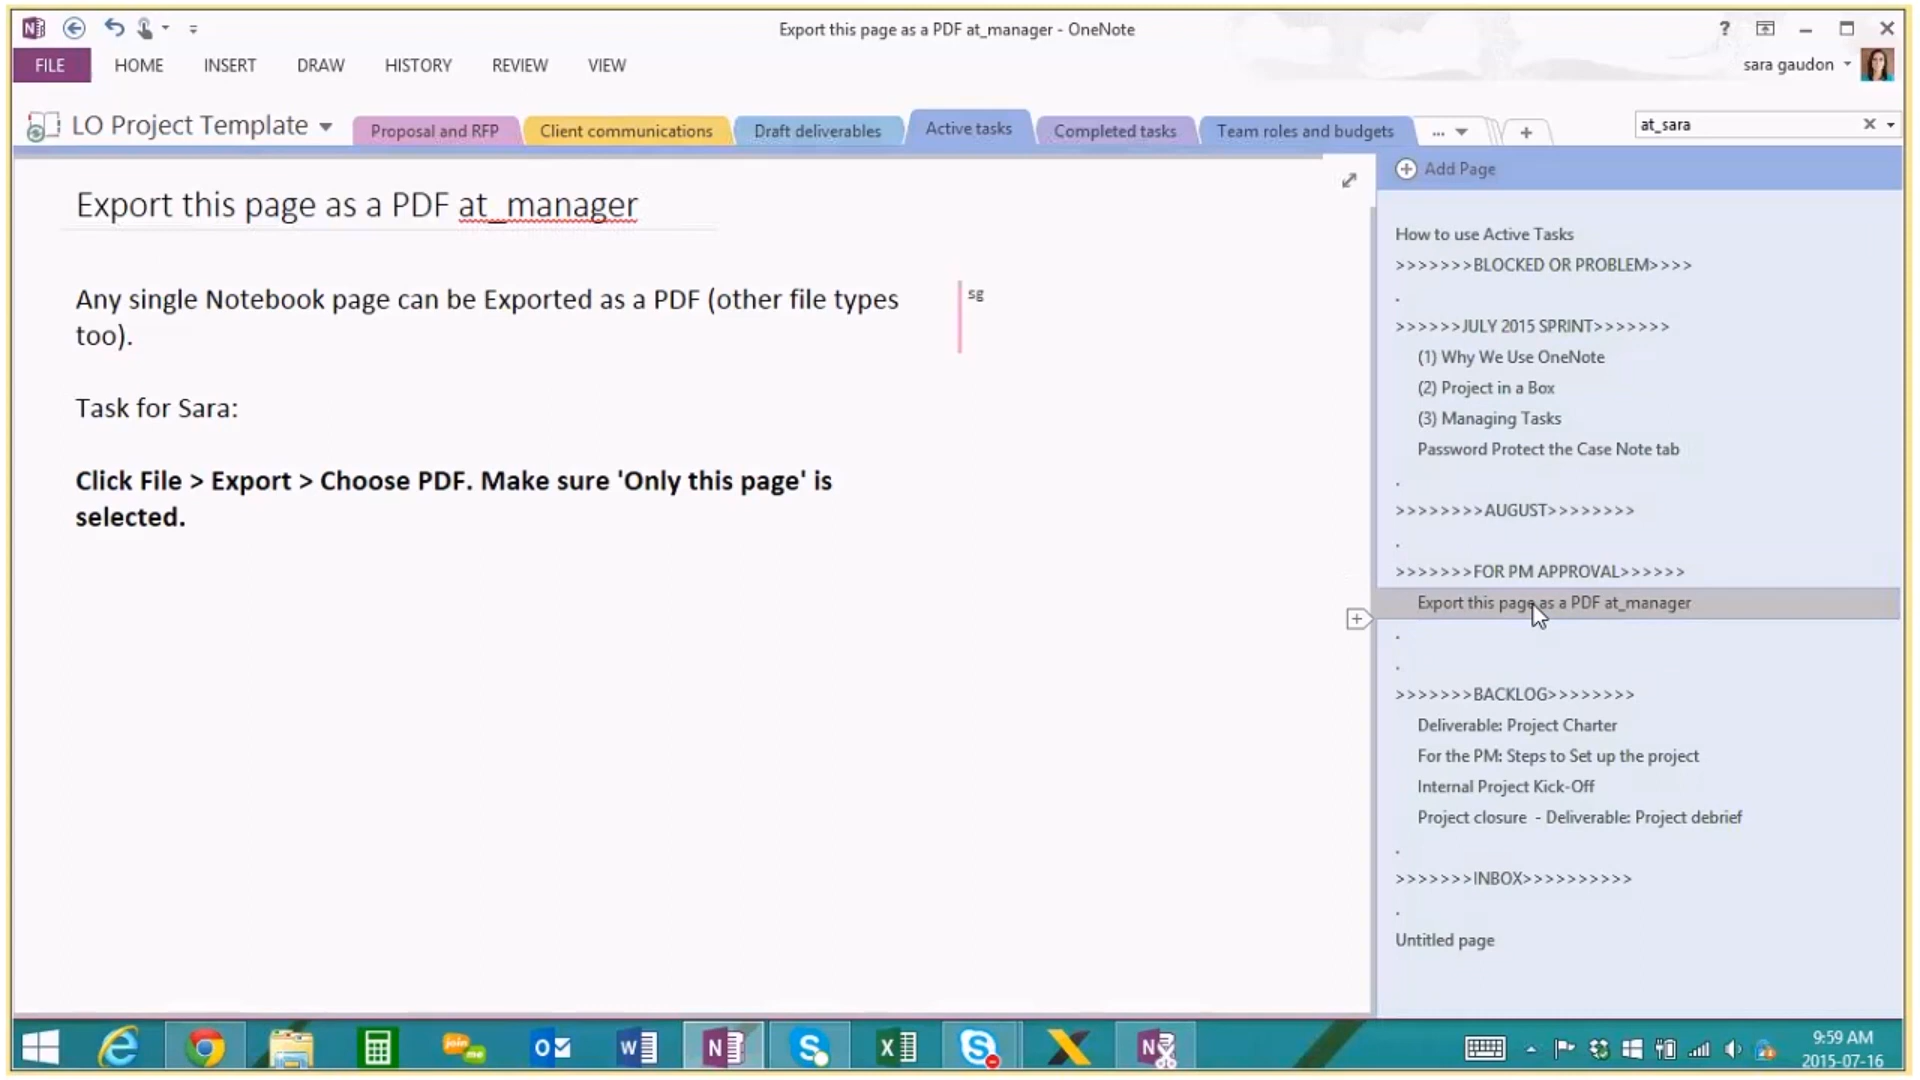 Export this page as a PDF at_manager - OneNote
?
FILE HOME INSERT DRAW HISTORY REVIEW VIEW
sara gaudon
LO Project Template
Proposal and RFP
Client communications
Draft deliverables
Active tasks
Completed tasks
Team roles and budgets
...
at_sara
Add Page
Export this page as a PDF at_manager
Any single Notebook page can be Exported as a PDF (other file types
too).
sg
Task for Sara:
Click File > Export > Choose PDF. Make sure 'Only this page' is
selected.
How to use Active Tasks
>>>>>>>BLOCKED OR PROBLEM>>>>
.
>>>>>>JULY 2015 SPRINT>>>>>>>
(1) Why We Use OneNote
(2) Project in a Box
(3) Managing Tasks
Password Protect the Case Note tab
.
>>>>>>>>AUGUST>>>>>>>>
.
>>>>>>>FOR PM APPROVAL>>>>>>
Export this page as a PDF at_manager
.
.
>>>>>>>BACKLOG>>>>>>>>
Deliverable: Project Charter
For the PM: Steps to Set up the project
Internal Project Kick-Off
Project closure - Deliverable: Project debrief
.
>>>>>>>INBOX>>>>>>>>>>
.
Untitled page
join
me
9:59 AM
2015-07-16